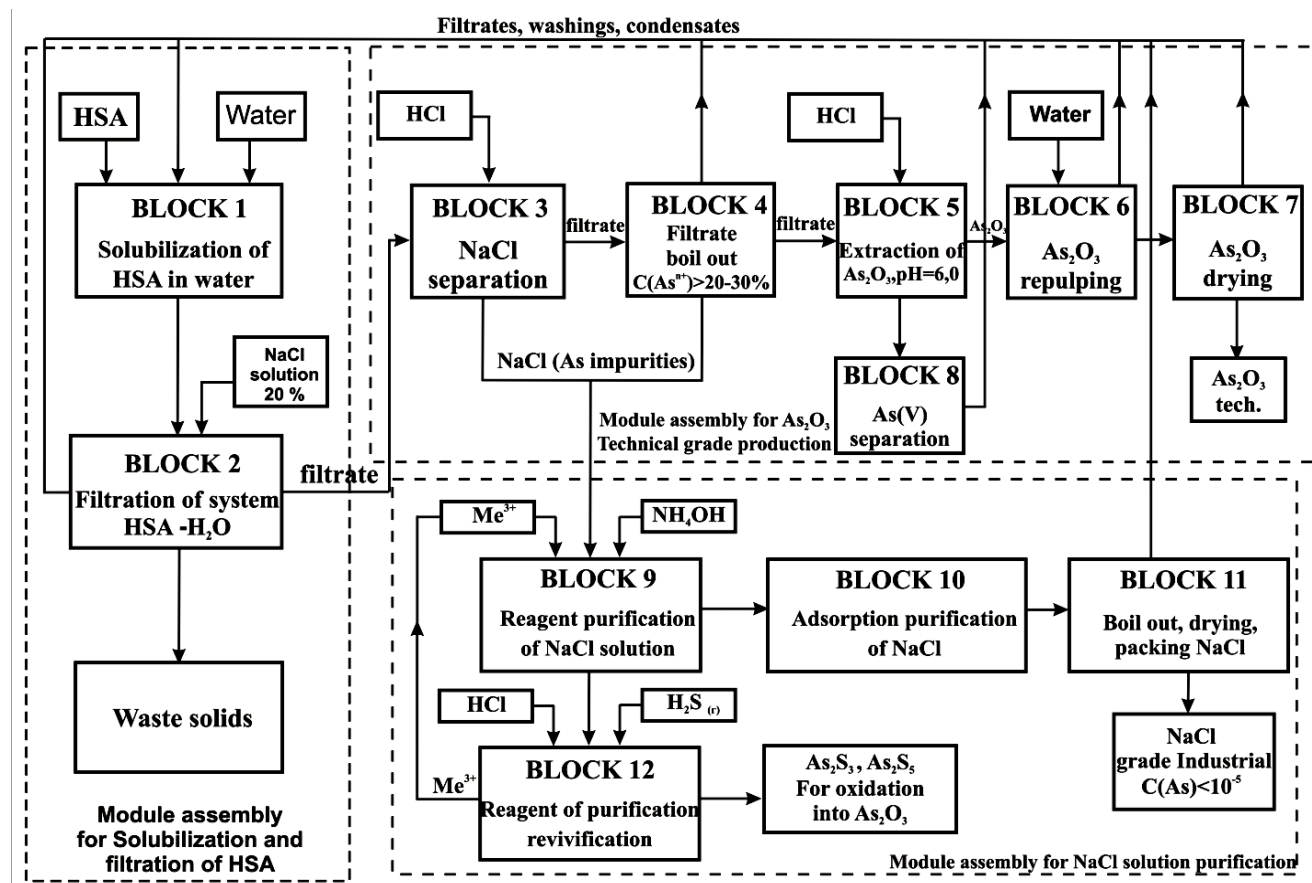 Filtrates, washings, condensates
HSA
Water
BLOCK 1
Solubilization of
HSA in water
NaCl
solution
20 %
BLOCK 2
Filtration of system
HSA -H₂O
filtrate
Waste solids
Module assembly
for Solubilization and
filtration of HSA
HCl
BLOCK 3
NaCl
separation
filtrate
BLOCK 4
Filtrate
boil out
C(Asⁿ⁺)>20-30%
filtrate
HCl
BLOCK 5
Extraction of
As₂O₃,pH=6,0
As₂O₃
Water
BLOCK 6
As₂O₃
repulping
BLOCK 7
As₂O₃
drying
As₂O₃
tech.
NaCl (As impurities)
BLOCK 8
As(V)
separation
Module assembly for As₂O₃
Technical grade production
Me³⁺
NH₄OH
BLOCK 9
Reagent purification
of NaCl solution
BLOCK 10
Adsorption purification
of NaCl
BLOCK 11
Boil out, drying,
packing NaCl
NaCl
grade Industrial
C(As)<10⁻⁵
HCl
H₂S (г)
Me³⁺
BLOCK 12
Reagent of purification
revivification
As₂S₃ , As₂S₅
For oxidation
into As₂O₃
Module assembly for NaCl solution purification